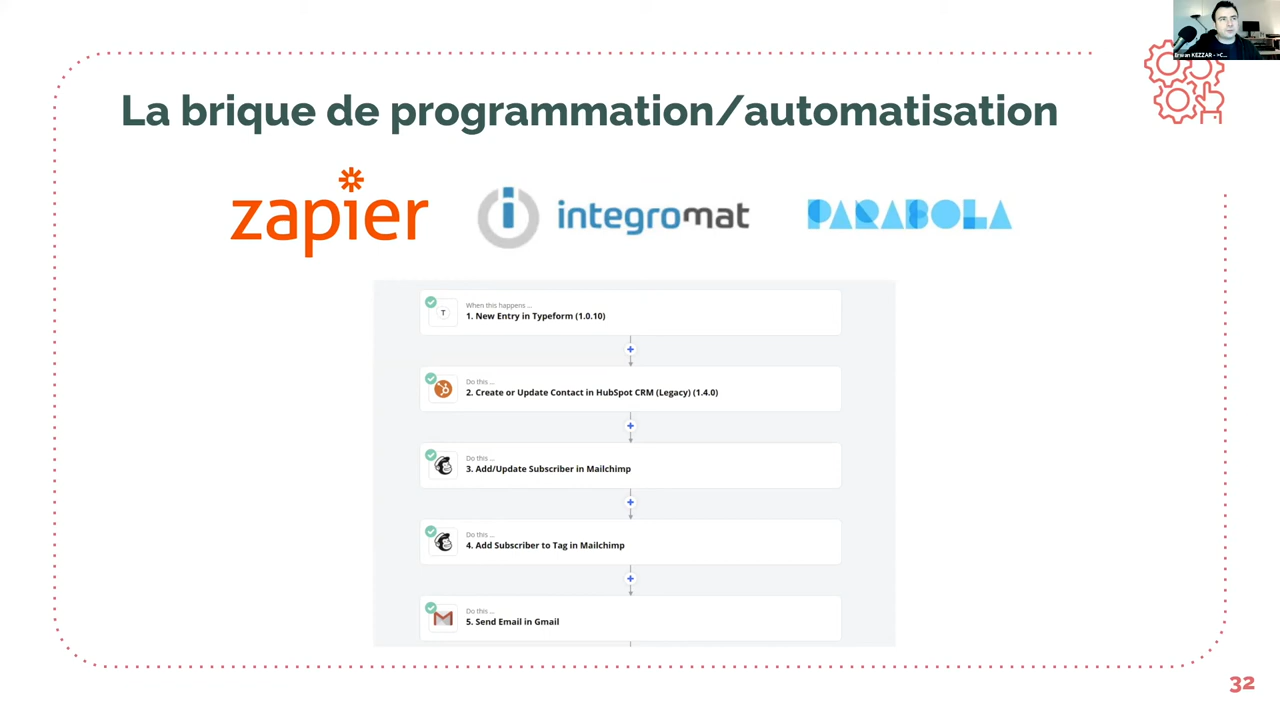 Erwan KEZZAR - >C...
La brique de programmation/automatisation
zapier
integromat
PARABOLA
When this happens ...
T
1. New Entry in Typeform (1.0.10)
Do this ...
2. Create or Update Contact in HubSpot CRM (Legacy) (1.4.0)
Do this ...
3. Add/Update Subscriber in Mailchimp
Do this ...
4. Add Subscriber to Tag in Mailchimp
Do this ...
5. Send Email in Gmail
32